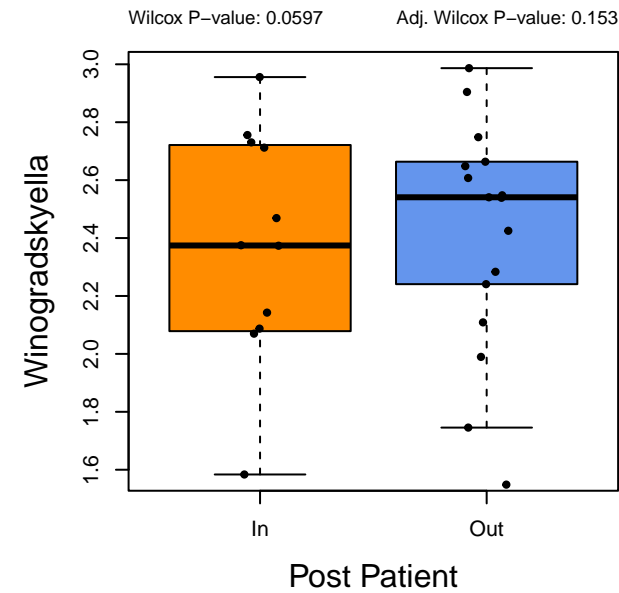 Wilcox P−value: 0.0597
Adj. Wilcox P−value: 0.153
3.0
2.8
2.6
2.4
2.2
2.0
1.8
1.6
Winogradskyella
In
Out
Post Patient